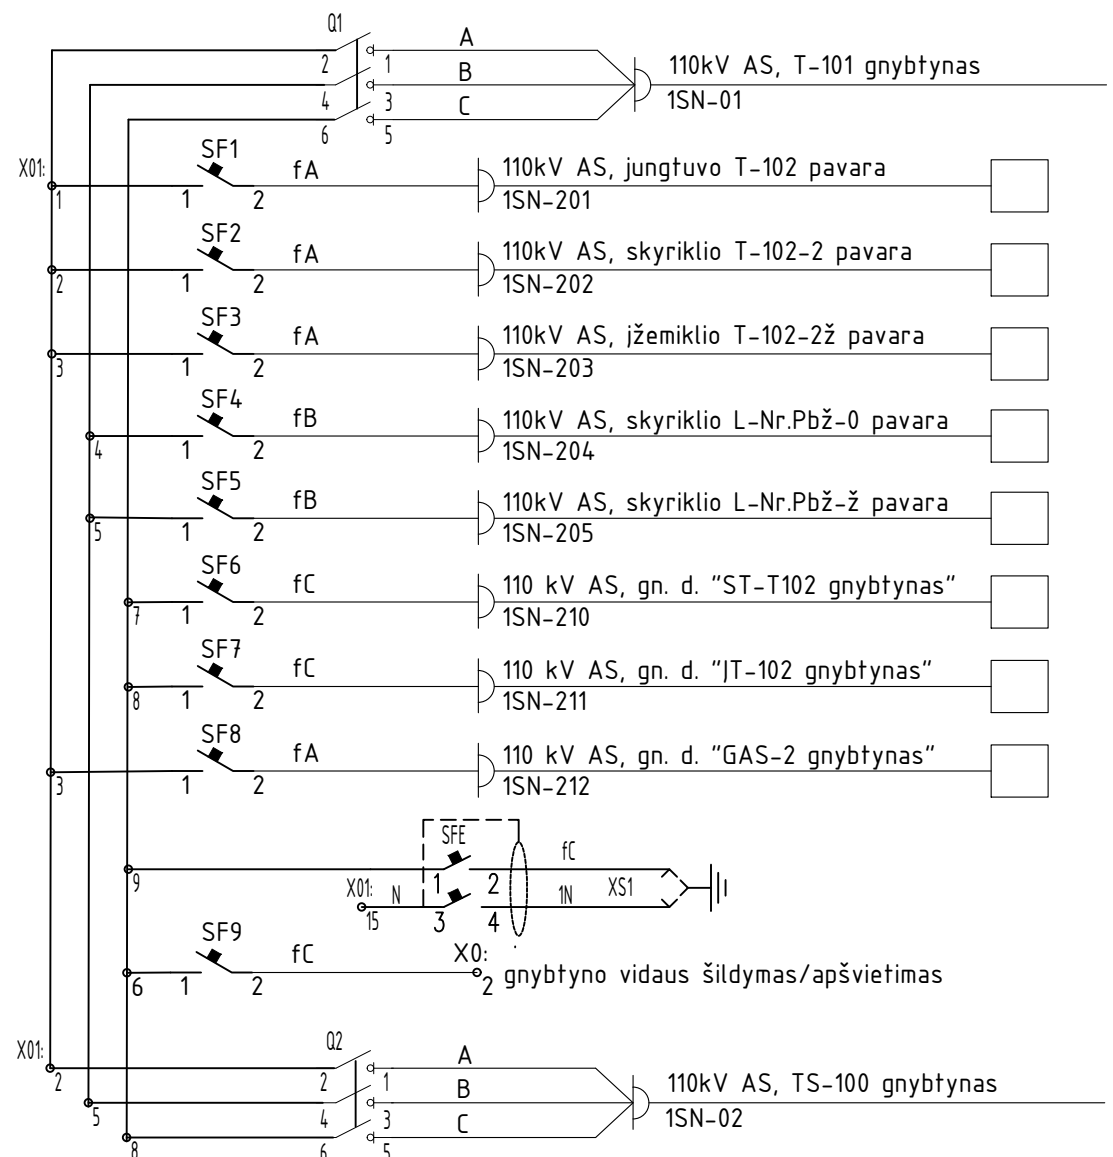 Q1
A
2
1
B
4
3
C
6
5
110kV AS, T-101 gnybtynas
1SN-01
X01:
1
SF1
1
2
fA
110kV AS, jungtuvo T-102 pavara
1SN-201
2
SF2
1
2
fA
110kV AS, skyriklio T-102-2 pavara
1SN-202
3
SF3
1
2
fA
110kV AS, įžemiklio T-102-2ž pavara
1SN-203
4
SF4
1
2
fB
110kV AS, skyriklio L-Nr.Pbž-0 pavara
1SN-204
5
SF5
1
2
fB
110kV AS, skyriklio L-Nr.Pbž-ž pavara
1SN-205
7
SF6
1
2
fC
110 kV AS, gn. d. "ST-T102 gnybtynas"
1SN-210
8
SF7
1
2
fC
110 kV AS, gn. d. "JT-102 gnybtynas"
1SN-211
3
SF8
1
2
fA
110 kV AS, gn. d. "GAS-2 gnybtynas"
1SN-212
9
SFE
1
2
fC
X01:
15
N
3
4
1N
XS1
6
SF9
1
2
fC
X0:
2
gnybtyno vidaus šildymas/apšvietimas
X01:
2
Q2
A
2
1
5
B
4
3
8
C
6
5
110kV AS, TS-100 gnybtynas
1SN-02